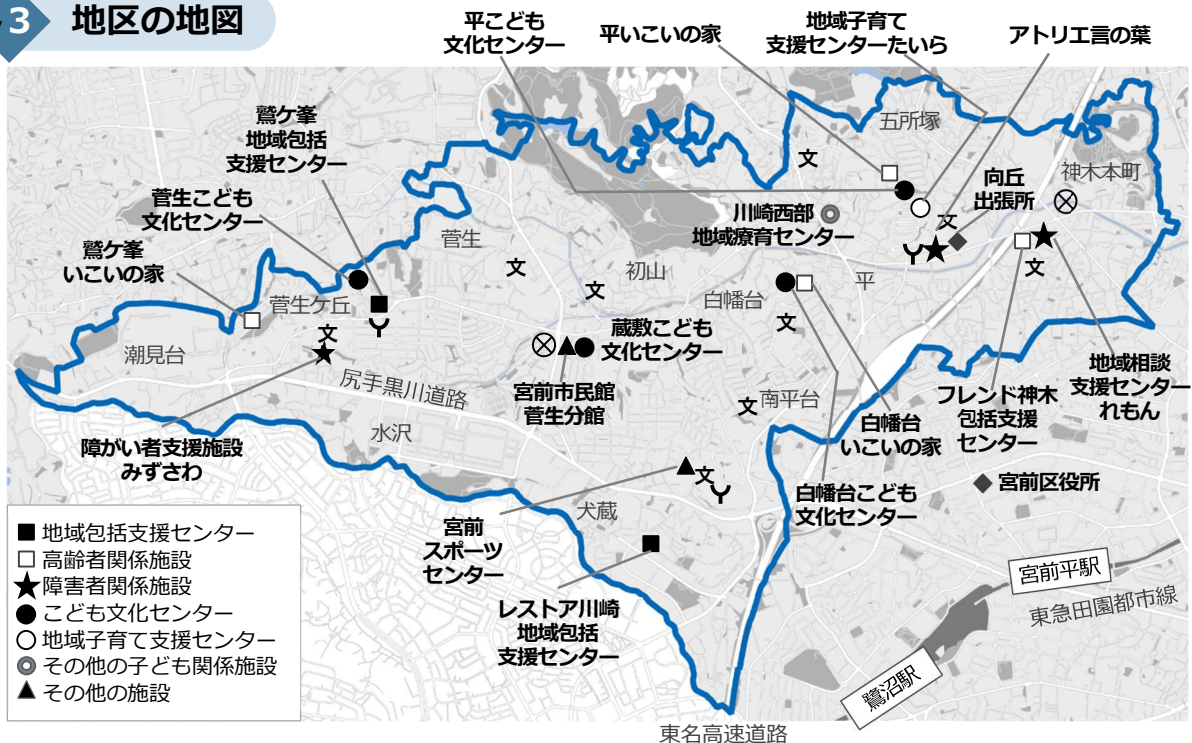 3 地区の地図
平こども
文化センター
平いこいの家
地域子育て
支援センターたいら
アトリエ言の葉
鷲ケ峯
地域包括
支援センター
菅生こども
文化センター
鷲ケ峯
いこいの家
五所塚
神木本町
向丘
出張所
川崎西部
地域療育センター
菅生
初山
平
白幡台
菅生ケ丘
潮見台
文
文
文
文
文
文
文
文
文
蔵敷こども
文化センター
宮前市民館
菅生分館
尻手黒川道路
水沢
南平台
障がい者支援施設
みずさわ
白幡台
いこいの家
フレンド神木
包括支援
センター
地域相談
支援センター
れもん
白幡台こども
文化センター
宮前区役所
犬蔵
宮前
スポーツ
センター
レストア川崎
地域包括
支援センター
宮前平駅
東急田園都市線
鷺沼駅
東名高速道路
地域包括支援センター
高齢者関係施設
障害者関係施設
こども文化センター
地域子育て支援センター
その他の子ども関係施設
その他の施設